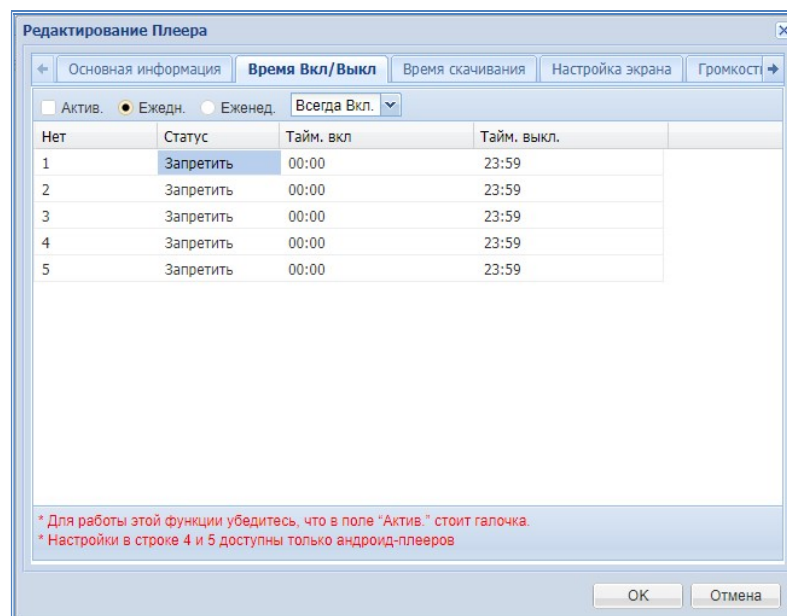 Редактирование Плеера
Основная информация Время Вкл/Выкл Время скачивания Настройка экрана Громкость
Актив. Ежедн. Еженед. Всегда Вкл.
Нет Статус Тайм. вкл Тайм. выкл.
1 Запретить 00:00 23:59
2 Запретить 00:00 23:59
3 Запретить 00:00 23:59
4 Запретить 00:00 23:59
5 Запретить 00:00 23:59
* Для работы этой функции убедитесь, что в поле "Актив." стоит галочка.
* Настройки в строке 4 и 5 доступны только андроид-плееров
OK Отмена